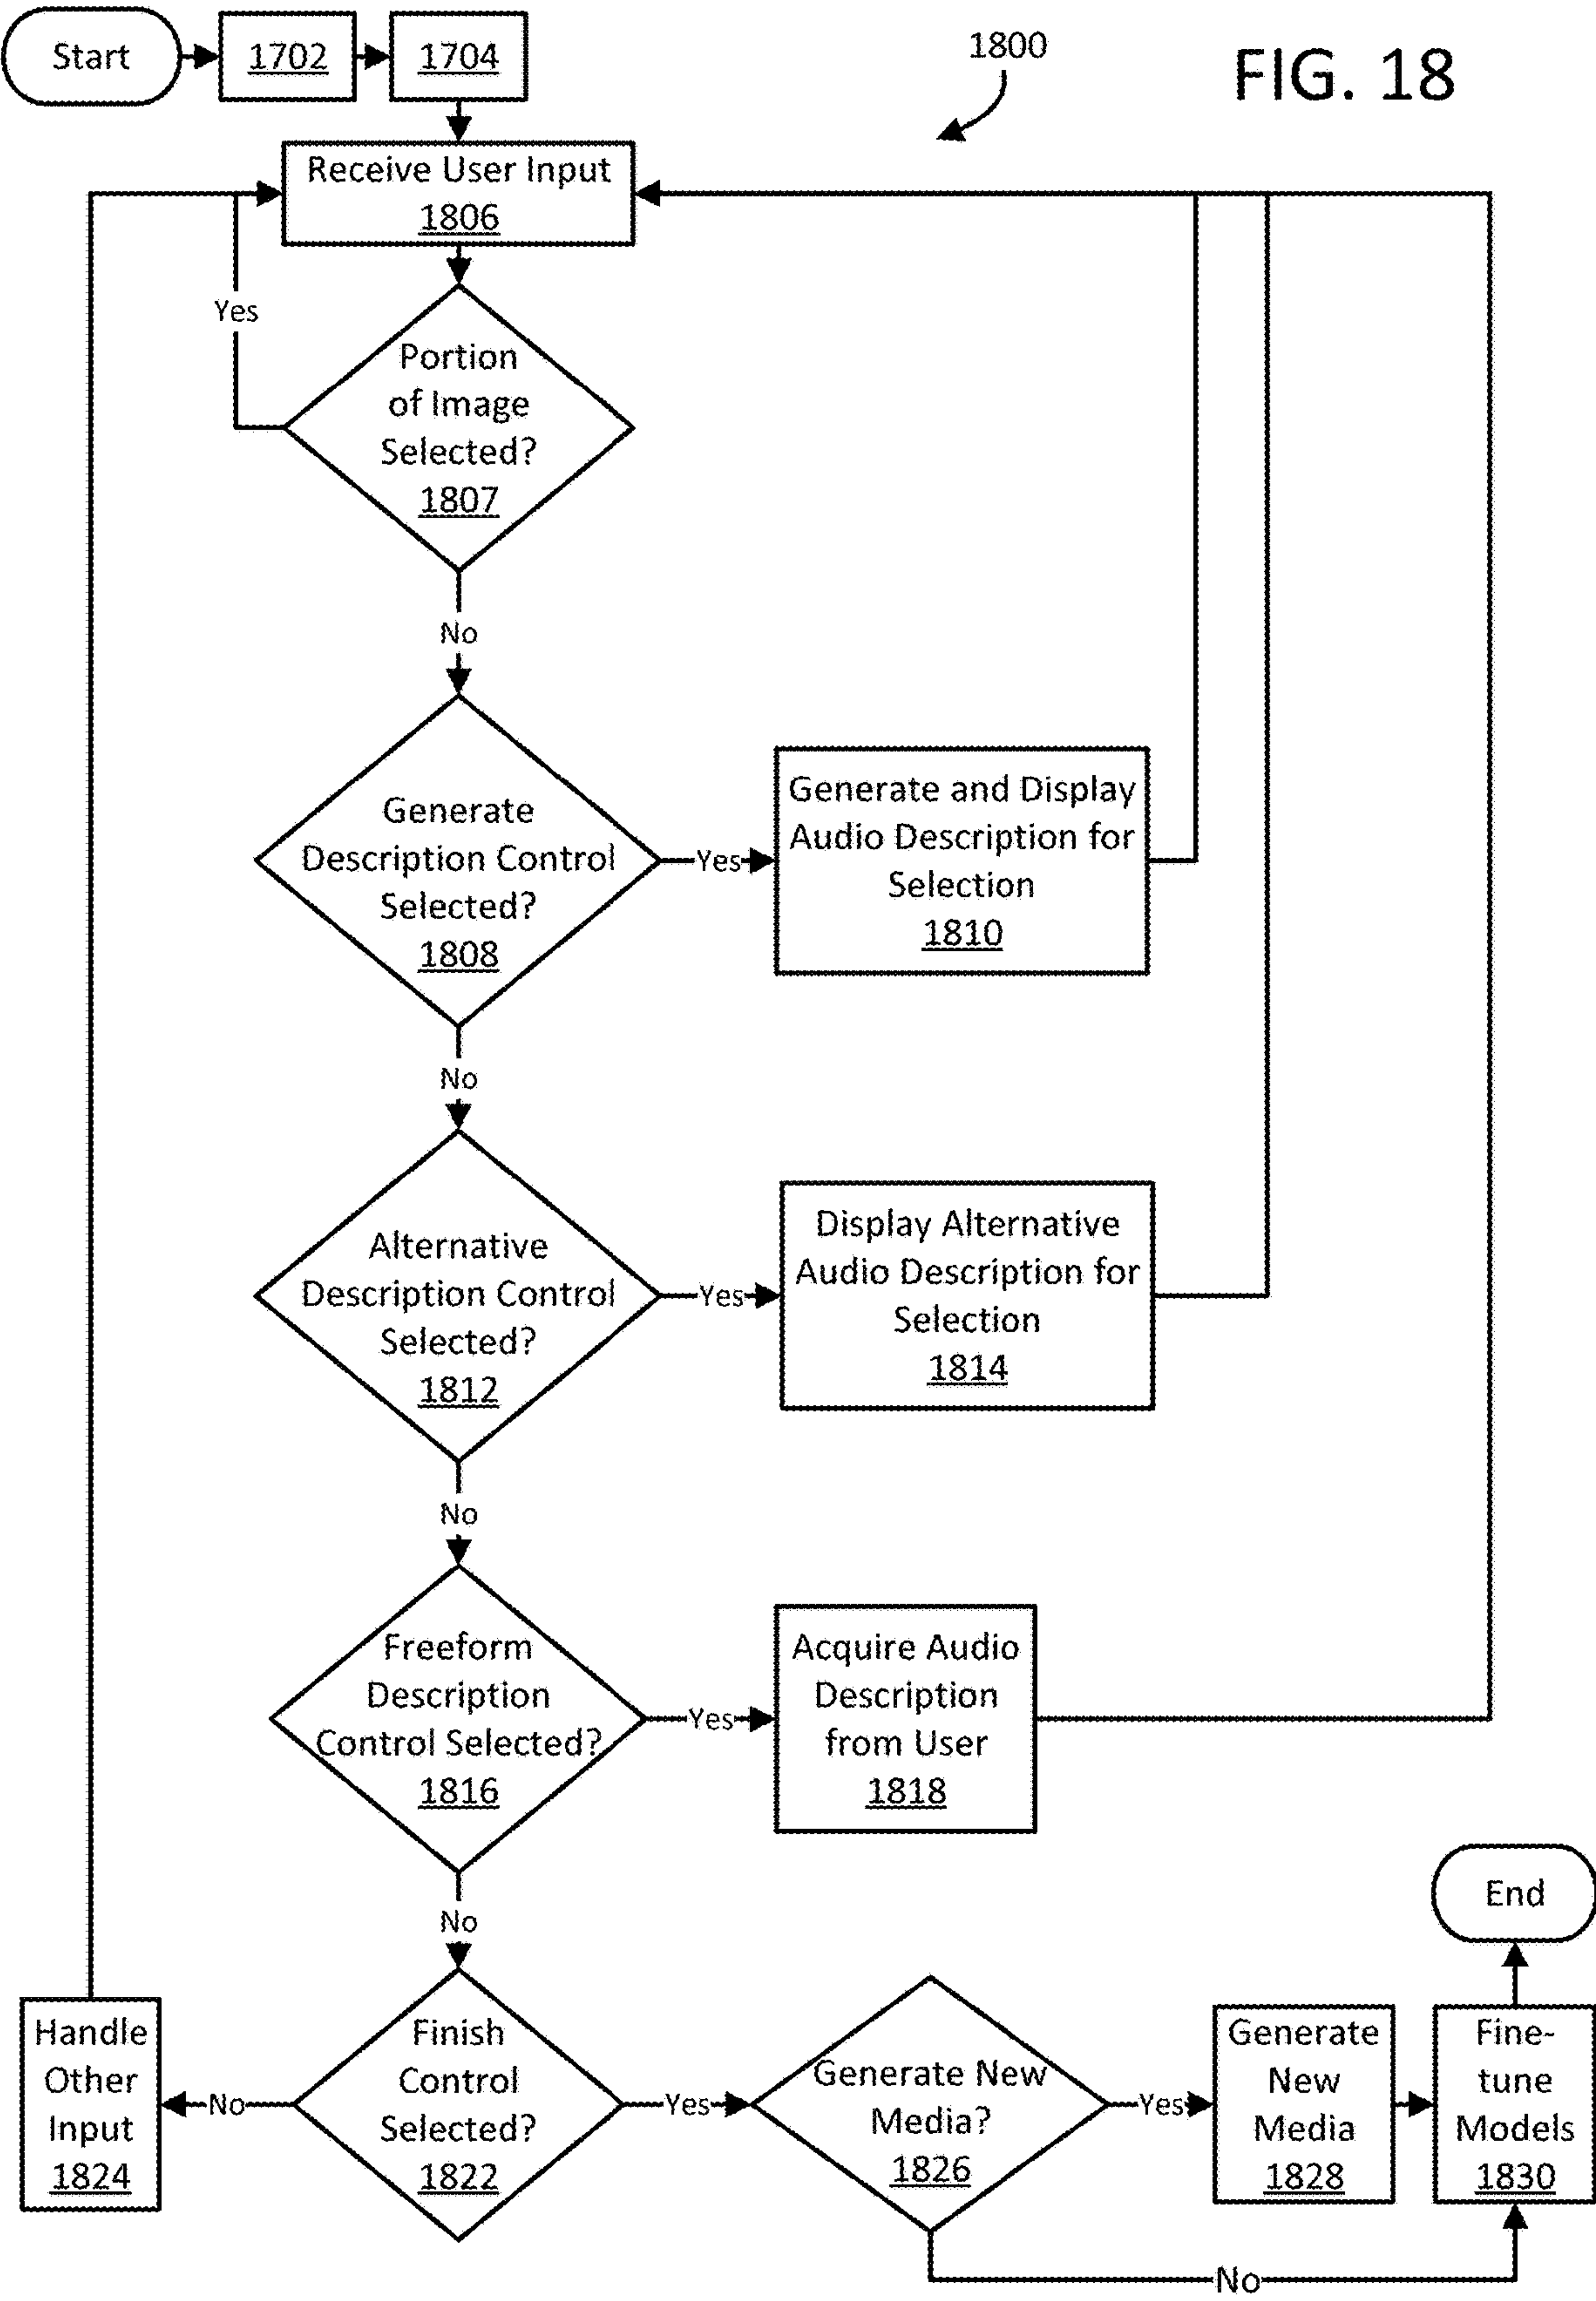 Start
1702
1704
1800
FIG. 18
Receive User Input
1806
Yes
Portion
of Image
Selected?
1807
No
Generate
Description Control
Selected?
1808
Yes
Generate and Display
Audio Description for
Selection
1810
No
Alternative
Description Control
Selected?
1812
Yes
Display Alternative
Audio Description for
Selection
1814
No
Freeform
Description
Control Selected?
1816
Yes
Acquire Audio
Description
from User
1818
No
Handle
Other
Input
1824
No
Finish
Control
Selected?
1822
Yes
Generate New
Media?
1826
Yes
Generate
New
Media
1828
Fine-
tune
Models
1830
End
No